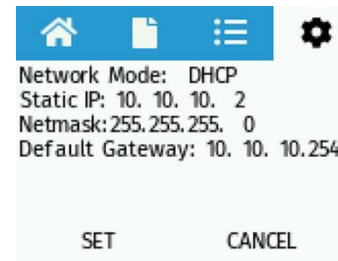 Network Mode: DHCP
Static IP: 10. 10. 10. 2
Netmask:255.255.255. 0
Default Gateway: 10. 10. 10.254
SET CANCEL